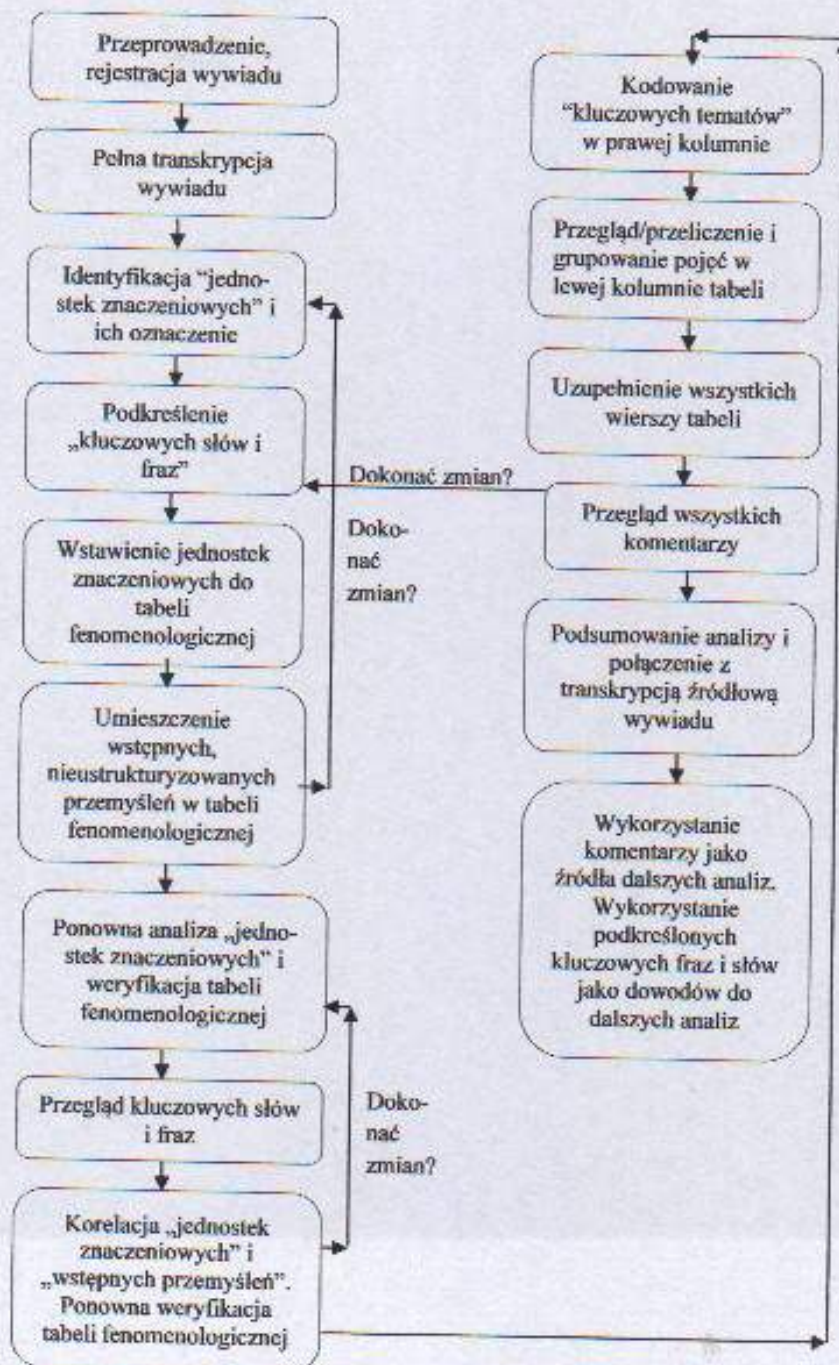 Przeprowadzenie,
rejestracja wywiadu
Pełna transkrypcja
wywiadu
Identyfikacja “jedno-
stek znaczeniowych” i
ich oznaczenie
Podkreślenie
„kluczowych słów i
fraz”
Wstawienie jednostek
znaczeniowych do
tabeli
fenomenologicznej
Umieszczenie
wstępnych,
nieustrukturyzowanych
przemyśleń w tabeli
fenomenologicznej
Doko-
nać
zmian?
Ponowna analiza „jedno-
stek znaczeniowych” i
weryfikacja tabeli
fenomenologicznej
Przegląd kluczowych słów
i fraz
Korelacja „jednostek
znaczeniowych” i
„wstępnych przemyśleń”.
Ponowna weryfikacja
tabeli fenomenologicznej
Doko-
nać
zmian?
Kodowanie
“kluczowych tematów”
w prawej kolumnie
Przegląd/przeliczenie i
grupowanie pojęć w
lewej kolumnie tabeli
Uzupełnienie wszystkich
wierszy tabeli
Przegląd wszystkich
komentarzy
Dokonać zmian?
Podsumowanie analizy i
połączenie z
transkrypcją źródłową
wywiadu
Wykorzystanie
komentarzy jako
źródła dalszych analiz.
Wykorzystanie
podkreślonych
kluczowych fraz i słów
jako dowodów do
dalszych analiz